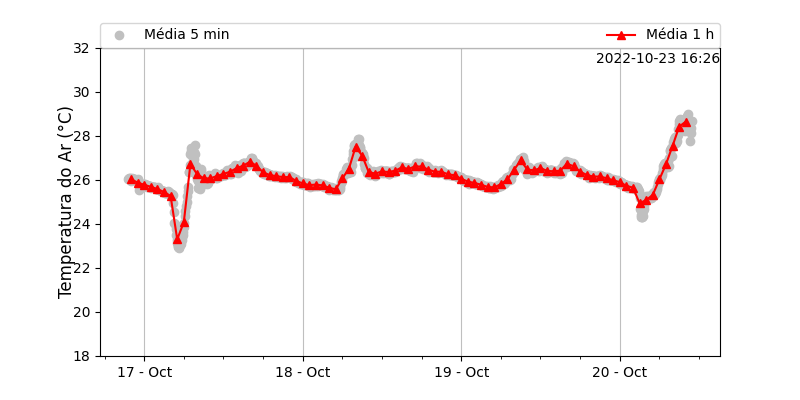 Média 5 min
Média 1 h
2022-10-23 16:26
Temperatura do Ar (°C)
32
30
28
26
24
22
20
18
17 - Oct
18 - Oct
19 - Oct
20 - Oct